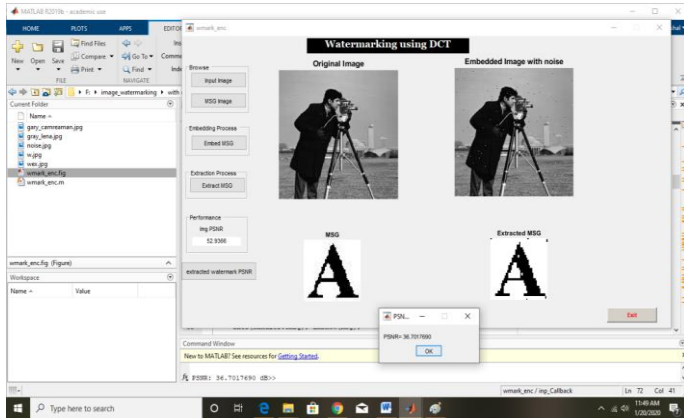 MATLAB R2019b - academic use
HOME PLOTS APPS EDITO
New Open Save
Find Files
Compare
Print
Go To
Find
FILE NAVIGATE
F: image_watermarking with
Current Folder
Name
gary_camreaman.jpg
gray_lena.jpg
noise.jpg
w.jpg
wex.jpg
wmark_enc.fig
wmark_enc.m
wmark_enc.fig (Figure)
Workspace
Name Value
wmark_enc
Watermarking using DCT
Browse
Input Image
MSG Image
Embedding Process
Embed MSG
Extraction Process
Extract MSG
Performance
Img PSNR
52.9366
extracted watermark PSNR
Original Image
Embedded Image with noise
MSG
A
Extracted MSG
A
PSN...
PSNR= 36.7017690
OK
Exit
Command Window
New to MATLAB? See resources for Getting Started.
fx PSNR: 36.7017690 dB>>
wmark_enc / inp_Callback Ln 72 Col 41
Type here to search
11:49 AM
1/20/2020